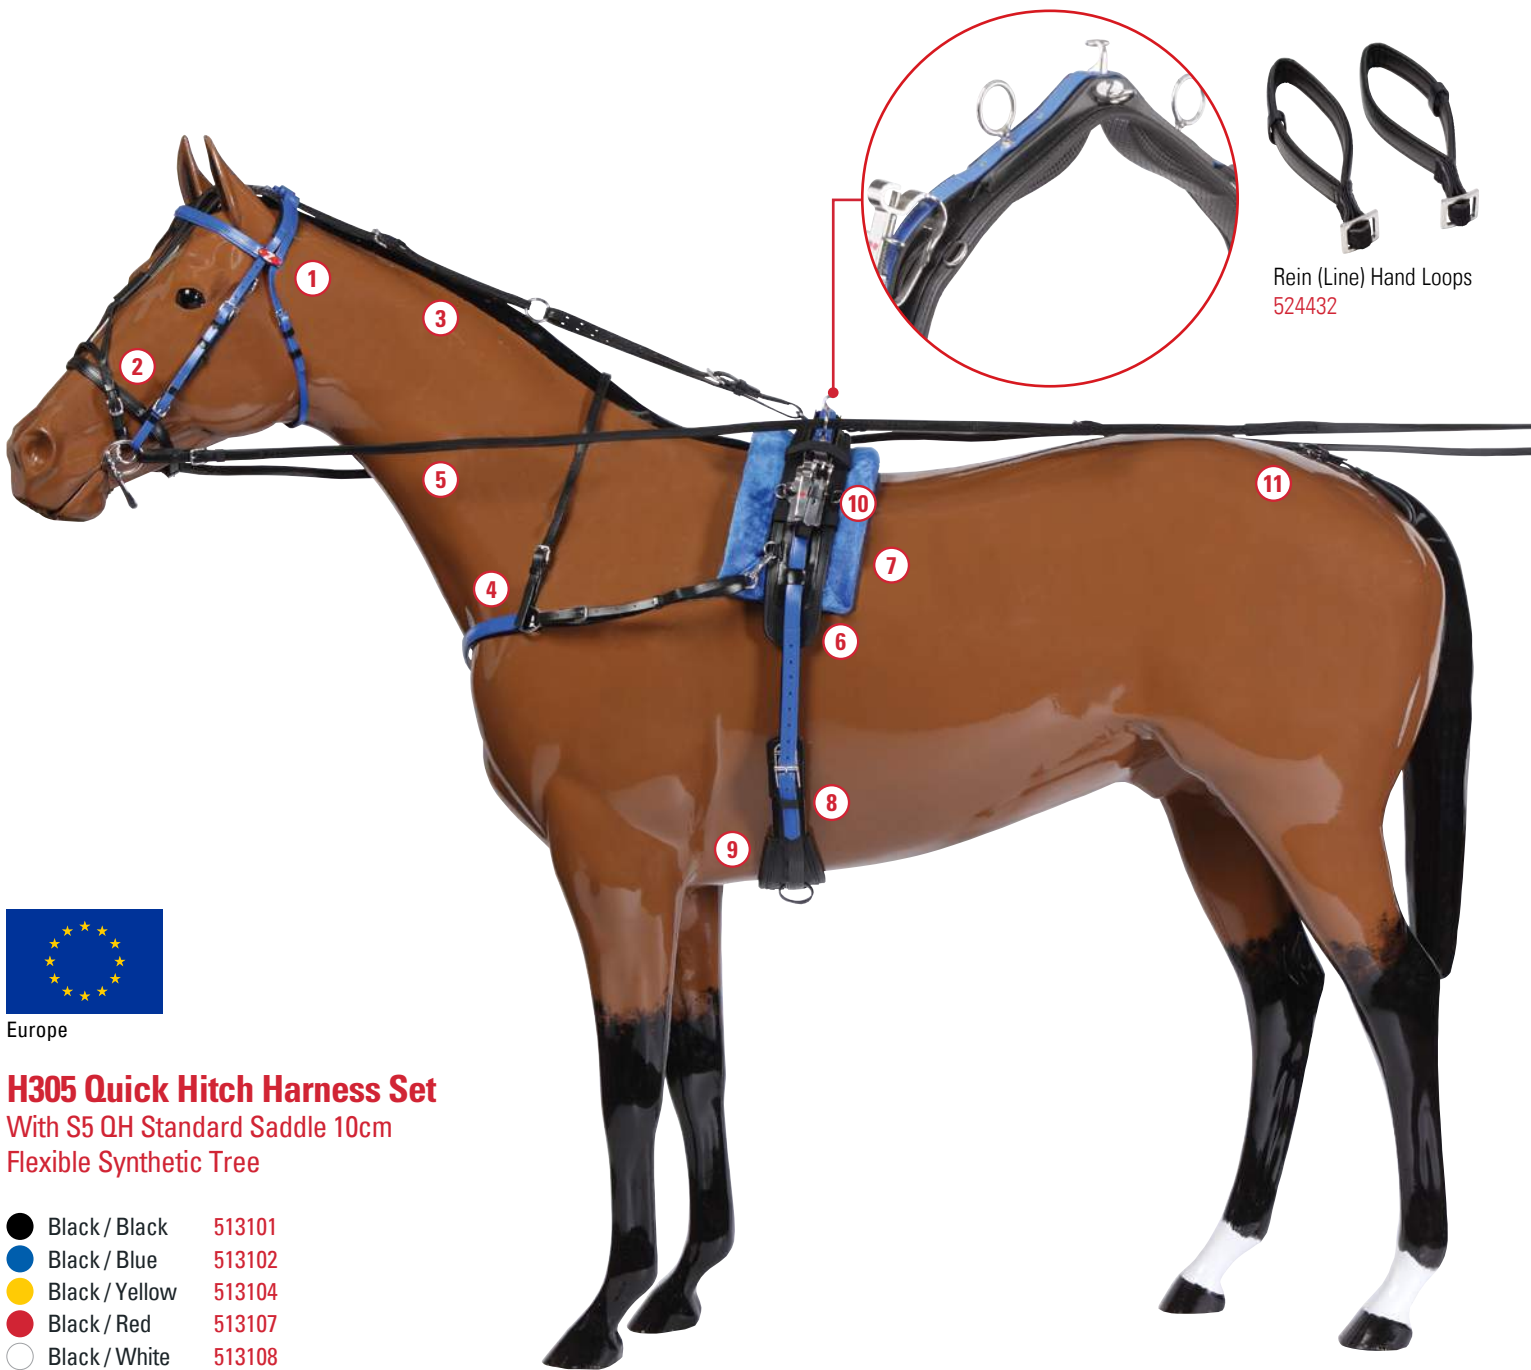 Rein (Line) Hand Loops
524432
1
2
3
4
5
6
7
8
9
10
11
Europe
H305 Quick Hitch Harness Set
With S5 QH Standard Saddle 10cm
Flexible Synthetic Tree
Black / Black 513101
Black / Blue 513102
Black / Yellow 513104
Black / Red 513107
Black / White 513108